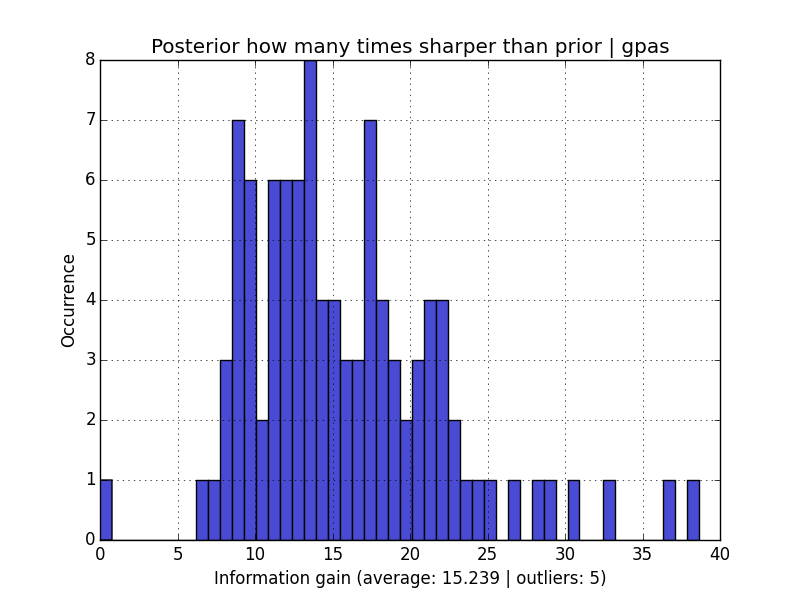 Posterior how many times sharper than prior | gpas
8
7
6
5
4
3
2
1
0
Occurrence
0 5 10 15 20 25 30 35 40
Information gain (average: 15.239 | outliers: 5)